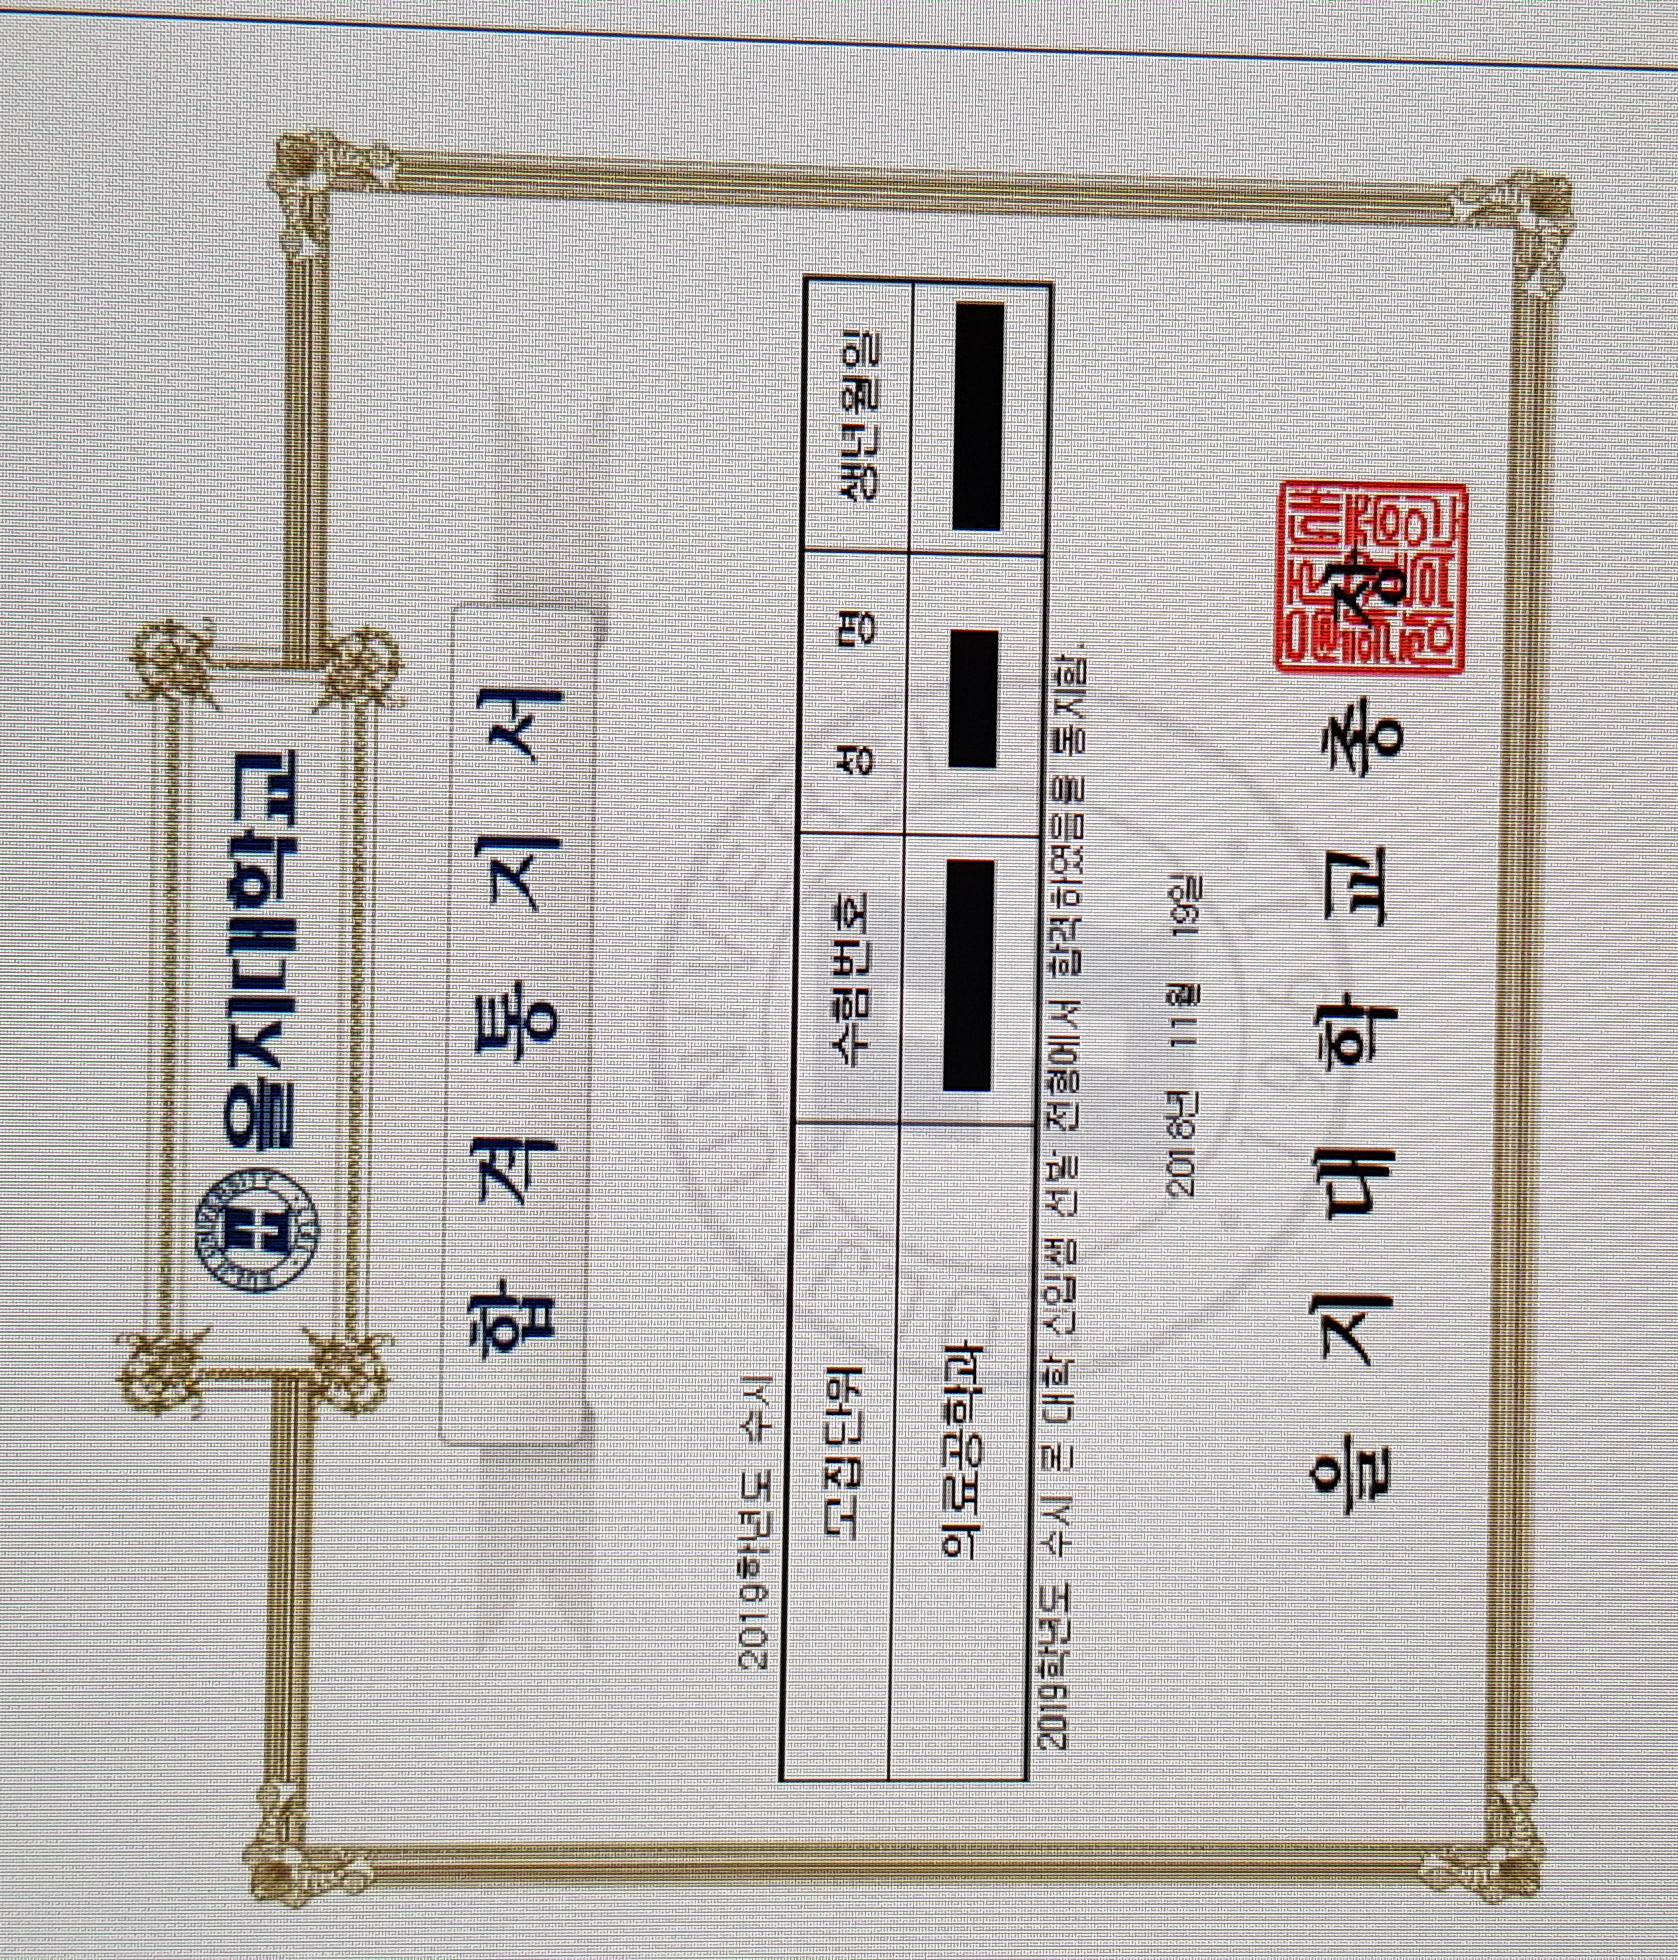 을지대학교
합 격 통 지 서
2019학년도 수시
모집단위 수험번호 성 명 생년월일
의료공학과
2019학년도 수시 본 대학 신입생 선발 전형에서 합격하였음을 통지함.
2018년 11월 19일
을 지 대 학 교 총 장